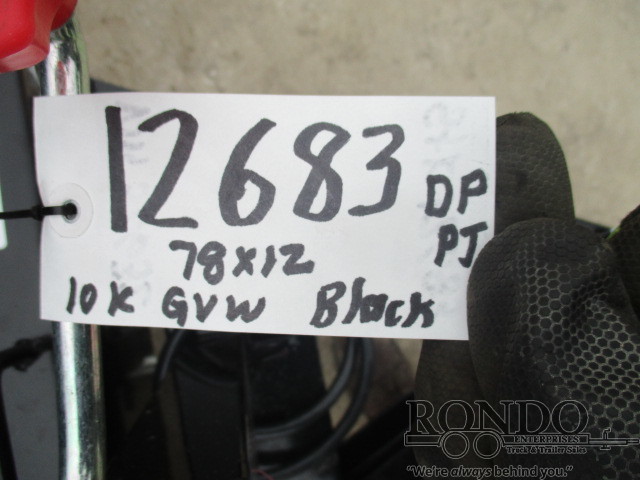 12683
DP
PJ
78x12
10K GVW Black
RONDO
ENTERPRISES
Truck & Trailer Sales
"We're always behind you."